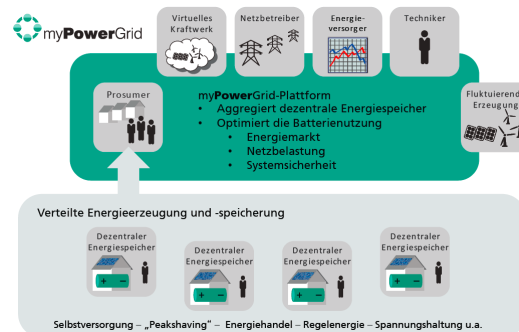 myPowerGrid
Virtuelles
Kraftwerk
Netzbetreiber
Energie-
versorger
Techniker
Prosumer
myPowerGrid-Plattform
• Aggregiert dezentrale Energiespeicher
• Optimiert die Batterienutzung
• Energiemarkt
• Netzbelastung
• Systemsicherheit
Fluktuierend
Erzeugung
Verteilte Energieerzeugung und -speicherung
Dezentraler
Energiespeicher
Dezentraler
Energiespeicher
Dezentraler
Energiespeicher
Dezentraler
Energiespeicher
Selbstversorgung – „Peakshaving" – Energiehandel – Regelenergie – Spannungshaltung u.a.